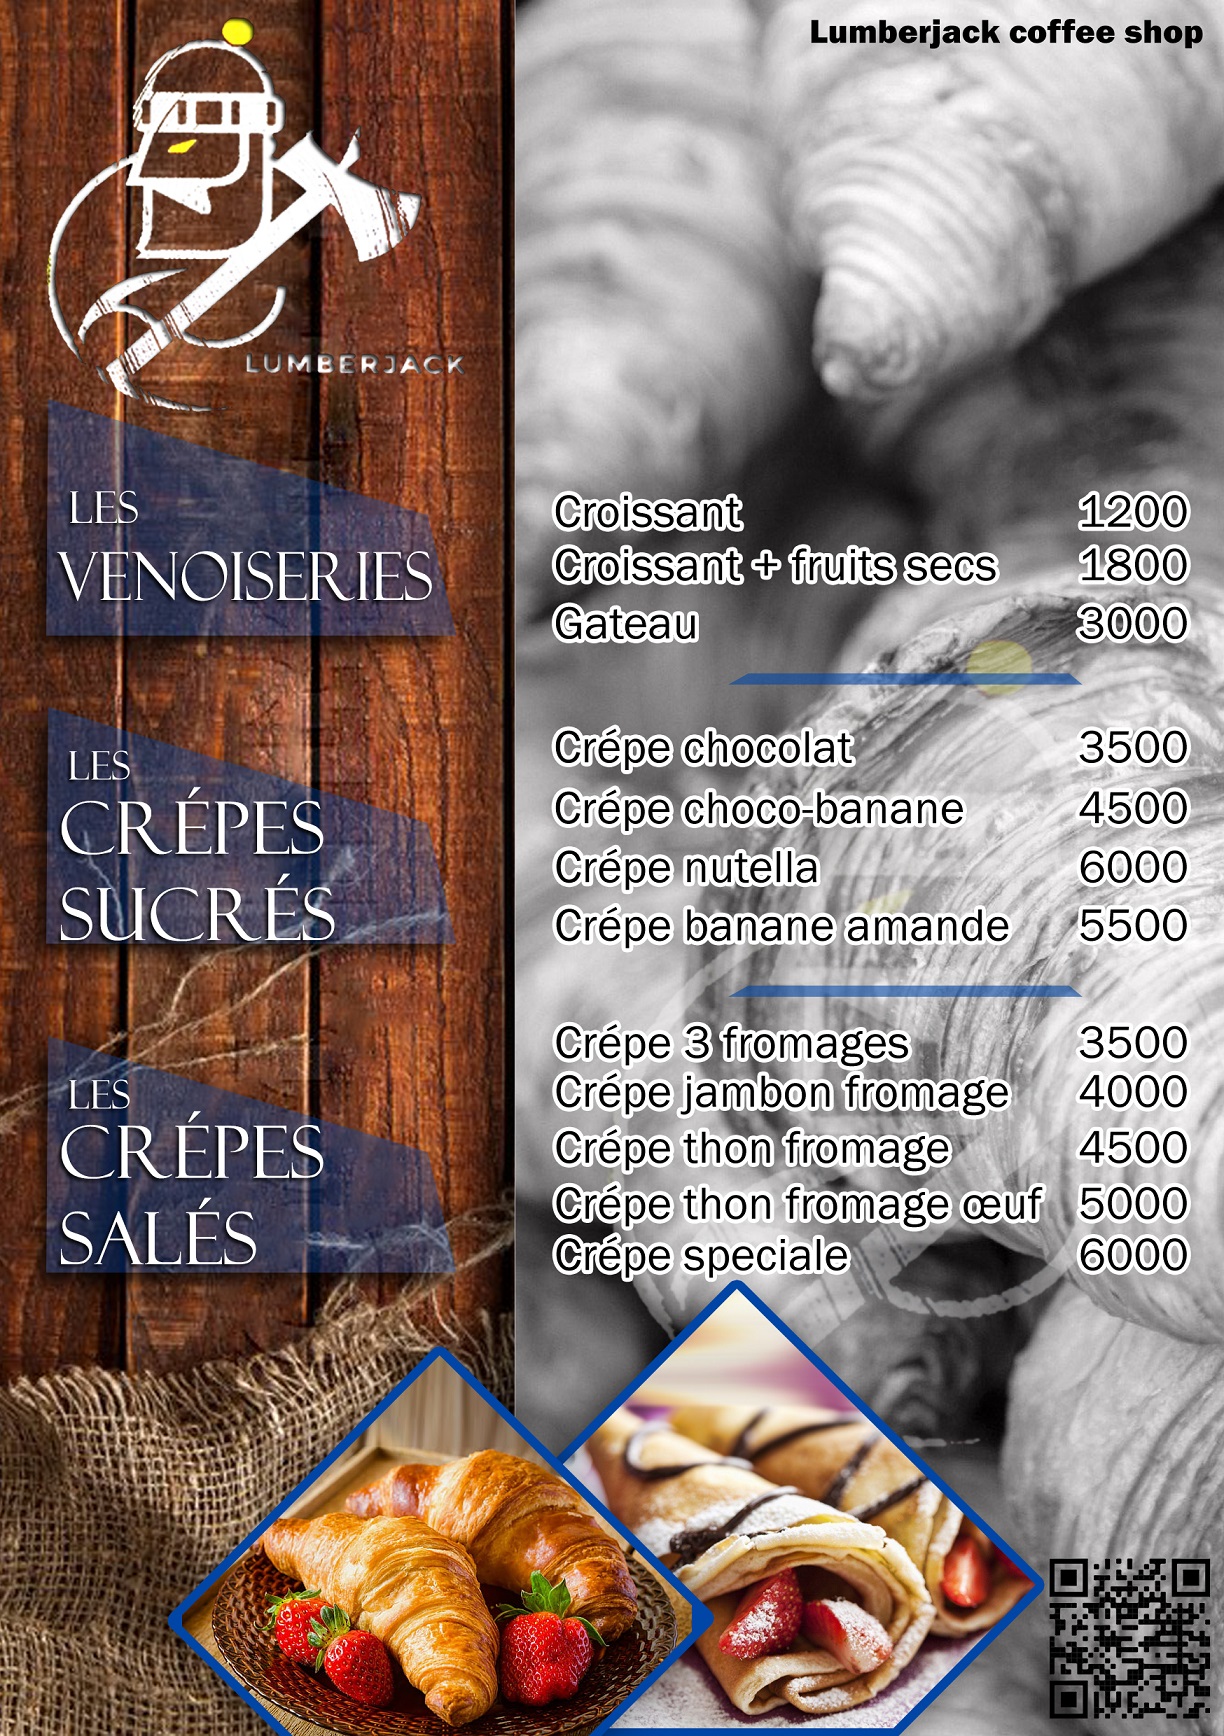 Lumberjack coffee shop
LUMBERJACK
LES
VENOISERIES
Croissant 1200
Croissant + fruits secs 1800
Gateau 3000
LES
CRÉPES
SUCRÉS
Crépe chocolat 3500
Crépe choco-banane 4500
Crépe nutella 6000
Crépe banane amande 5500
LES
CRÉPES
SALÉS
Crépe 3 fromages 3500
Crépe jambon fromage 4000
Crépe thon fromage 4500
Crépe thon fromage œuf 5000
Crépe speciale 6000